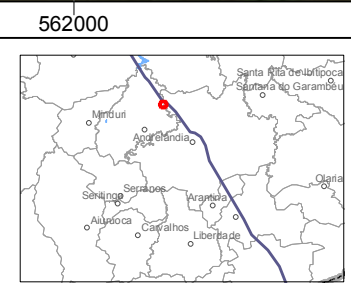 562000
Santa Rita de Ibitipoca
Santana do Garambeu
Minduri
Andrelandia
Olaria
Serranos
Seritinga
Arantina
Aiuruoca
Carvalhos
Liberdade